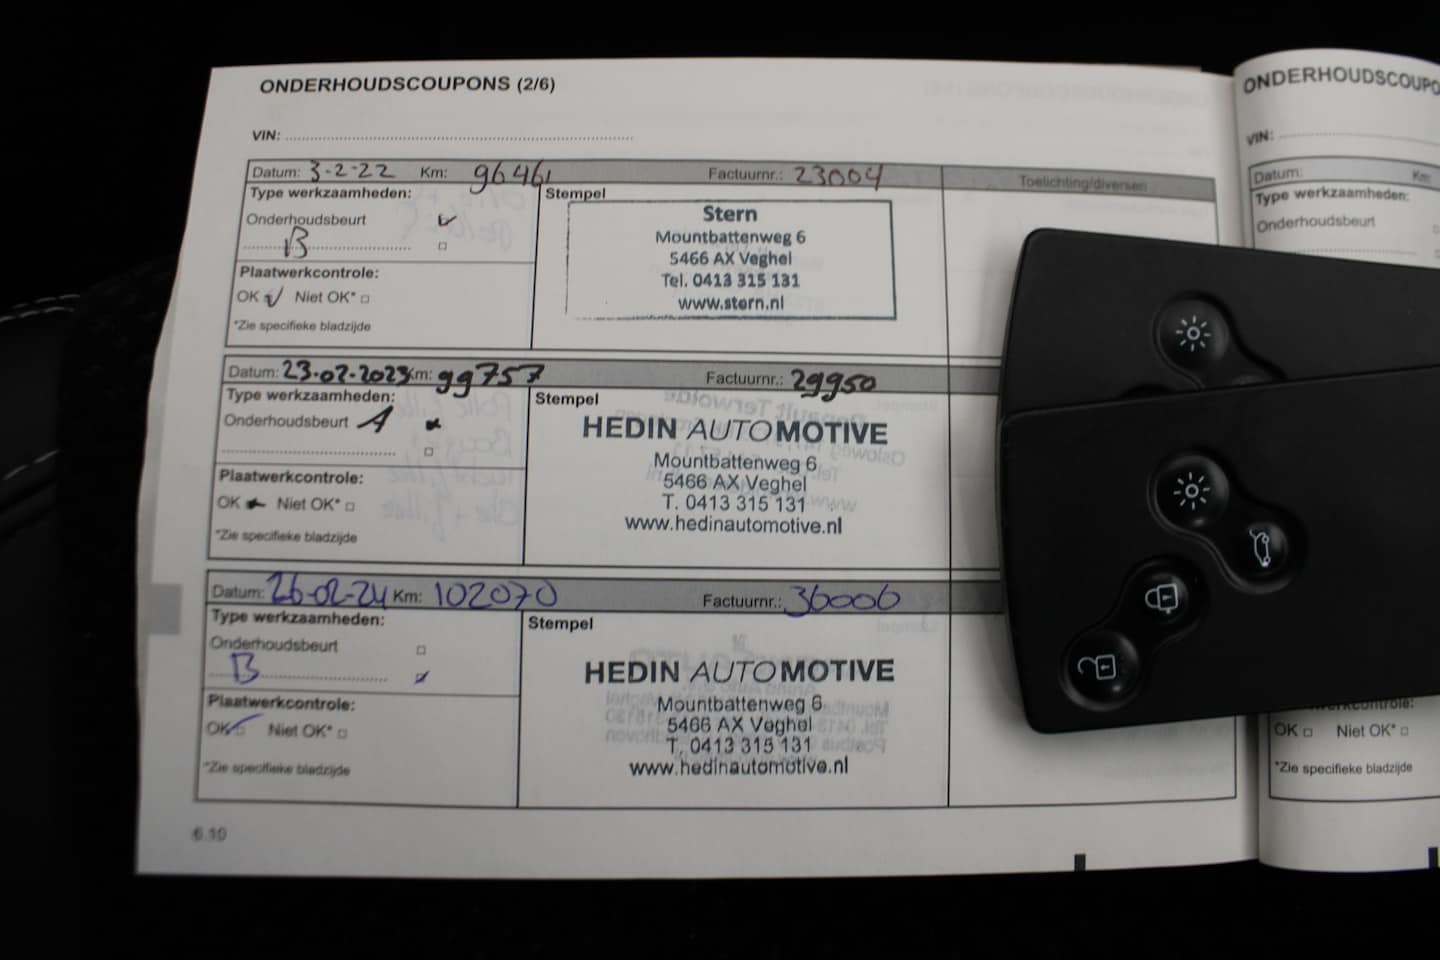 ONDERHOUDSCOUPONS (2/6)
VIN:
Datum: 3-2-22 Km: 96461 Factuurnr.: 23004 Toelichting/diversen
Type werkzaamheden: Stempel
Onderhoudsbeurt
B
Plaatwerkcontrole:
OK Niet OK*
*Zie specifieke bladzijde
Stern
Mountbattenweg 6
5466 AX Veghel
Tel. 0413 315 131
www.stern.nl
Datum: 23-02-2023 Km: 99757 Factuurnr.: 29950
Type werkzaamheden: Stempel
Onderhoudsbeurt A
Plaatwerkcontrole:
OK Niet OK*
*Zie specifieke bladzijde
HEDIN AUTOMOTIVE
Mountbattenweg 6
5466 AX Veghel
T. 0413 315 131
www.hedinautomotive.nl
Datum: 26-02-24 Km: 102070 Factuurnr.: 36006
Type werkzaamheden: Stempel
Onderhoudsbeurt
B
Plaatwerkcontrole:
OK Niet OK*
*Zie specifieke bladzijde
HEDIN AUTOMOTIVE
Mountbattenweg 6
5466 AX Veghel
T. 0413 315 131
www.hedinautomotive.nl
6.10
ONDERHOUDSCOUPO
VIN:
Datum: Km:
Type werkzaamheden:
Onderhoudsbeurt
OK Niet OK*
*Zie specifieke bladzijde